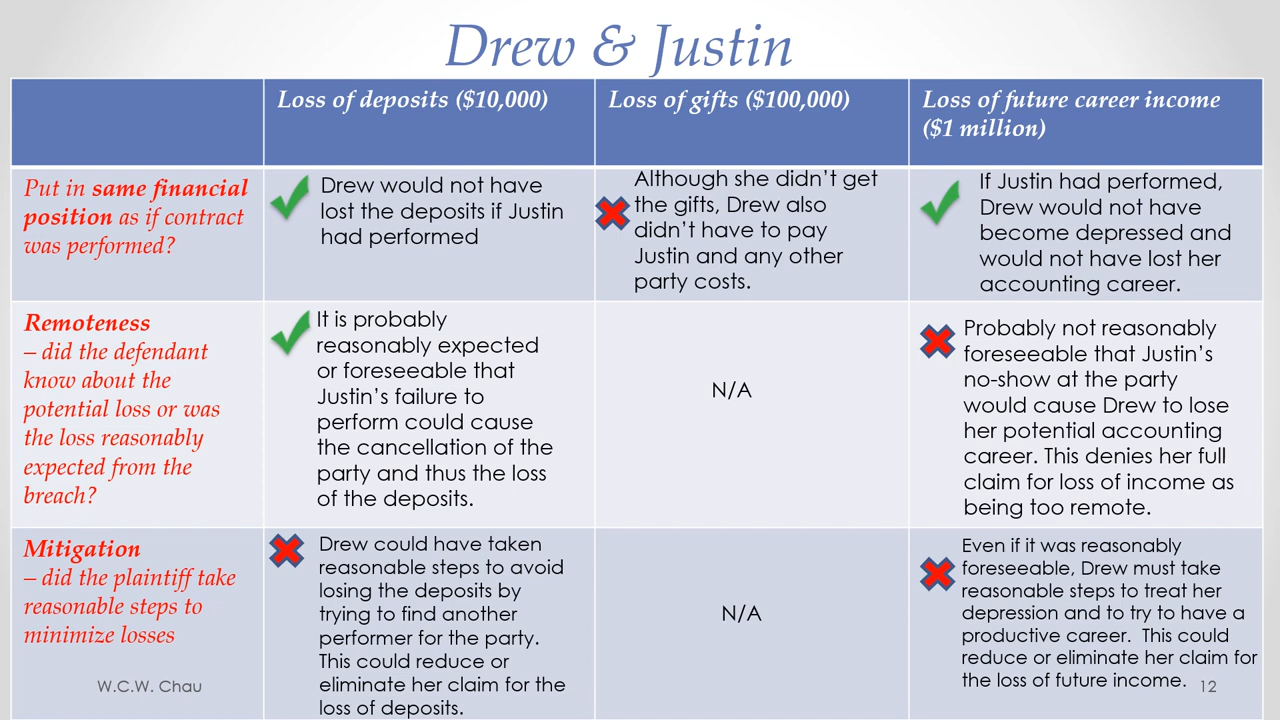 Drew & Justin
Loss of deposits ($10,000)
Loss of gifts ($100,000)
Loss of future career income
($1 million)
Put in same financial
position as if contract
was performed?
Drew would not have
lost the deposits if Justin
had performed
Although she didn’t get
the gifts, Drew also
didn’t have to pay
Justin and any other
party costs.
If Justin had performed,
Drew would not have
become depressed and
would not have lost her
accounting career.
Remoteness
– did the defendant
know about the
potential loss or was
the loss reasonably
expected from the
breach?
It is probably
reasonably expected
or foreseeable that
Justin’s failure to
perform could cause
the cancellation of the
party and thus the loss
of the deposits.
N/A
Probably not reasonably
foreseeable that Justin’s
no-show at the party
would cause Drew to lose
her potential accounting
career. This denies her full
claim for loss of income as
being too remote.
Mitigation
– did the plaintiff take
reasonable steps to
minimize losses
Drew could have taken
reasonable steps to avoid
losing the deposits by
trying to find another
performer for the party.
This could reduce or
eliminate her claim for the
loss of deposits.
N/A
Even if it was reasonably
foreseeable, Drew must take
reasonable steps to treat her
depression and to try to have a
productive career.  This could
reduce or eliminate her claim for
the loss of future income.
W.C.W. Chau
12